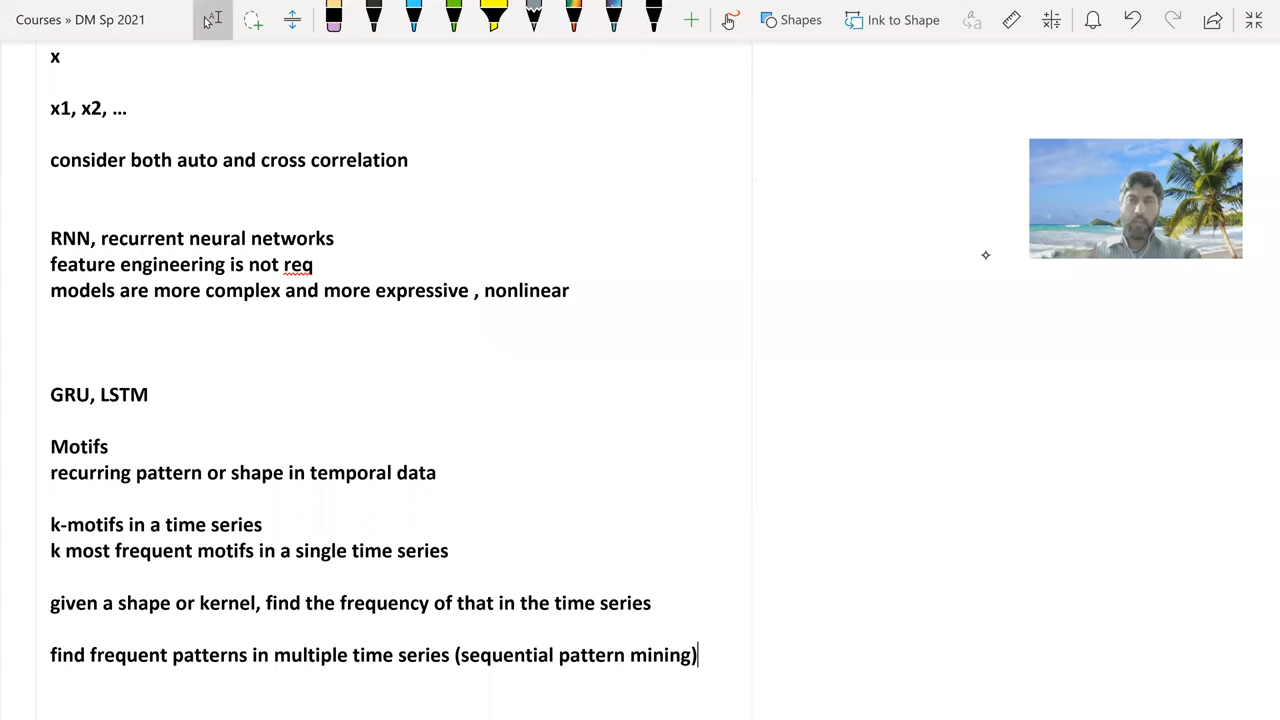 Courses » DM Sp 2021
Shapes
Ink to Shape
x
x1, x2, ...
consider both auto and cross correlation
RNN, recurrent neural networks
feature engineering is not req
models are more complex and more expressive , nonlinear
GRU, LSTM
Motifs
recurring pattern or shape in temporal data
k-motifs in a time series
k most frequent motifs in a single time series
given a shape or kernel, find the frequency of that in the time series
find frequent patterns in multiple time series (sequential pattern mining)